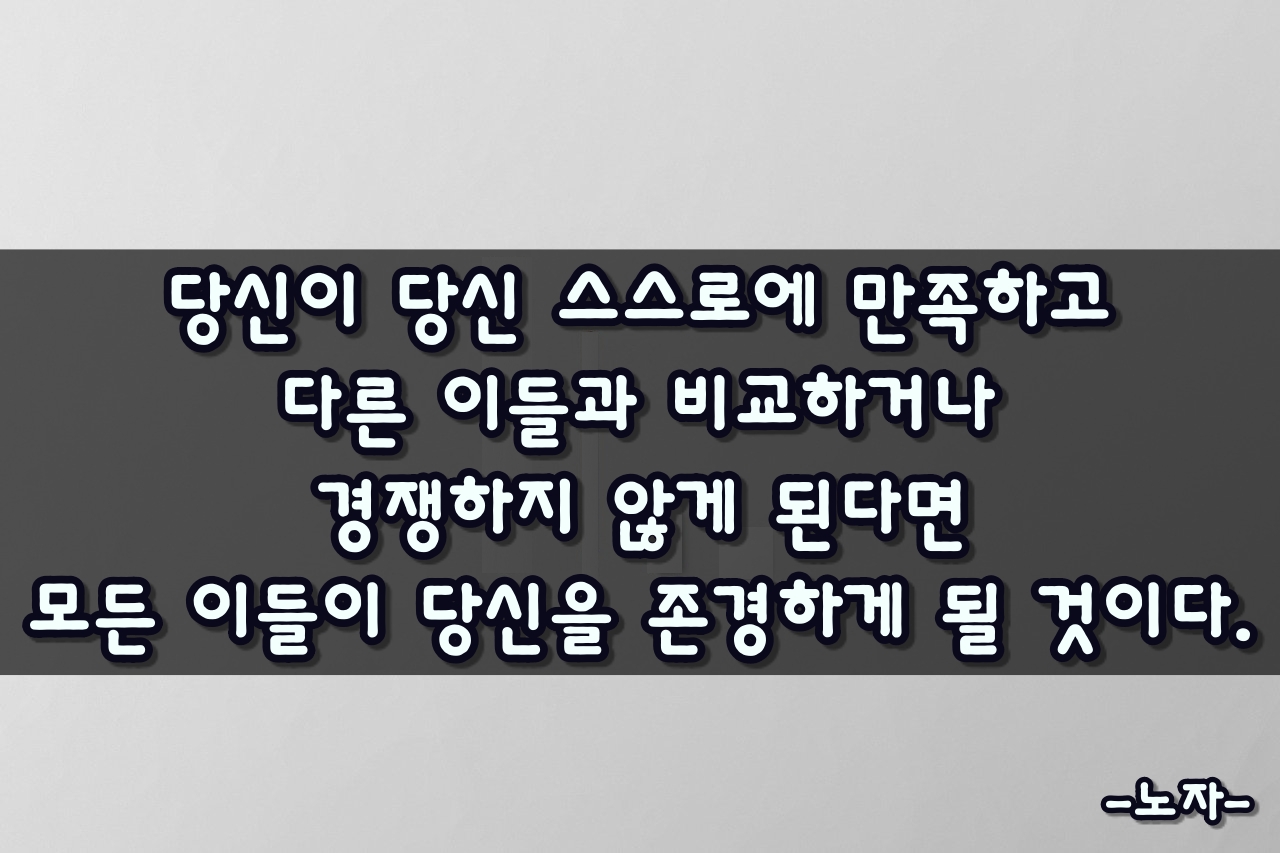 당신이 당신 스스로에 만족하고
다른 이들과 비교하거나
경쟁하지 않게 된다면
모든 이들이 당신을 존경하게 될 것이다.
-노자-